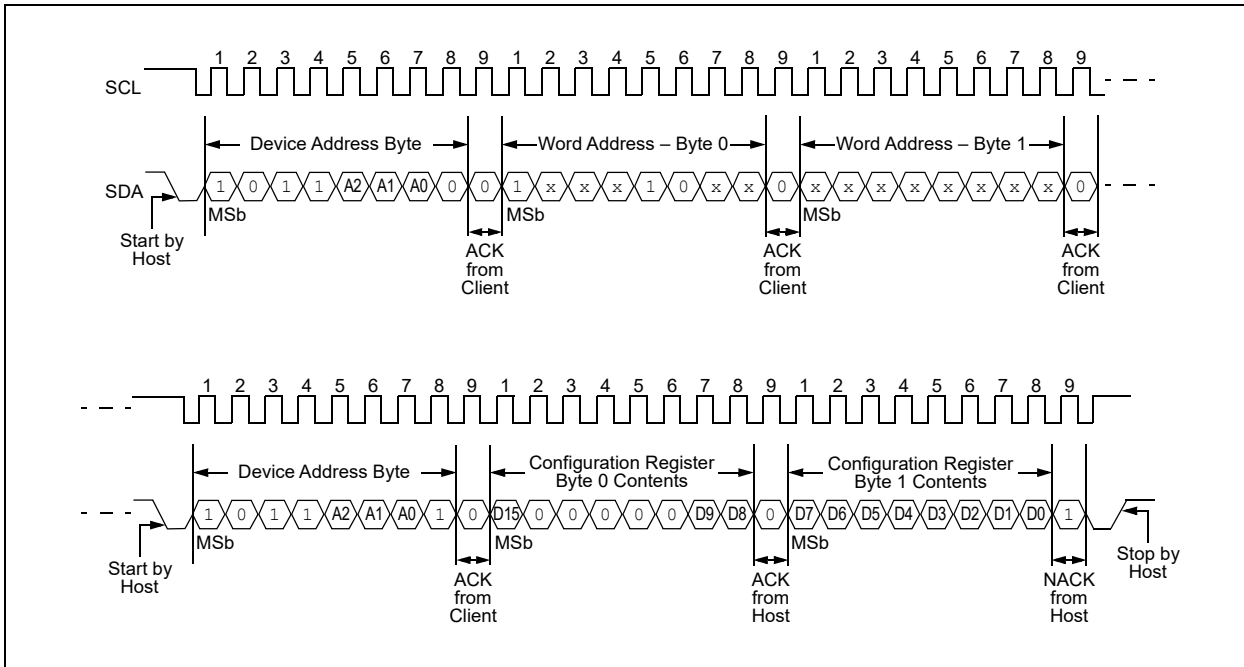 1 2 3 4 5 6 7 8 9 1 2 3 4 5 6 7 8 9 1 2 3 4 5 6 7 8 9
SCL
Device Address Byte
Word Address – Byte 0
Word Address – Byte 1
SDA
1 0 1 1 A2 A1 A0 0 0 1 x x x 1 0 x x 0 x x x x x x x x 0
MSb
MSb
MSb
Start by
Host
ACK
from
Client
ACK
from
Client
ACK
from
Client
1 2 3 4 5 6 7 8 9 1 2 3 4 5 6 7 8 9 1 2 3 4 5 6 7 8 9
Device Address Byte
Configuration Register
Byte 0 Contents
Configuration Register
Byte 1 Contents
1 0 1 1 A2 A1 A0 1 0 D15 0 0 0 0 0 D9 D8 0 D7 D6 D5 D4 D3 D2 D1 D0 1
MSb
MSb
MSb
Start by
Host
ACK
from
Client
ACK
from
Host
NACK
from
Host
Stop by
Host